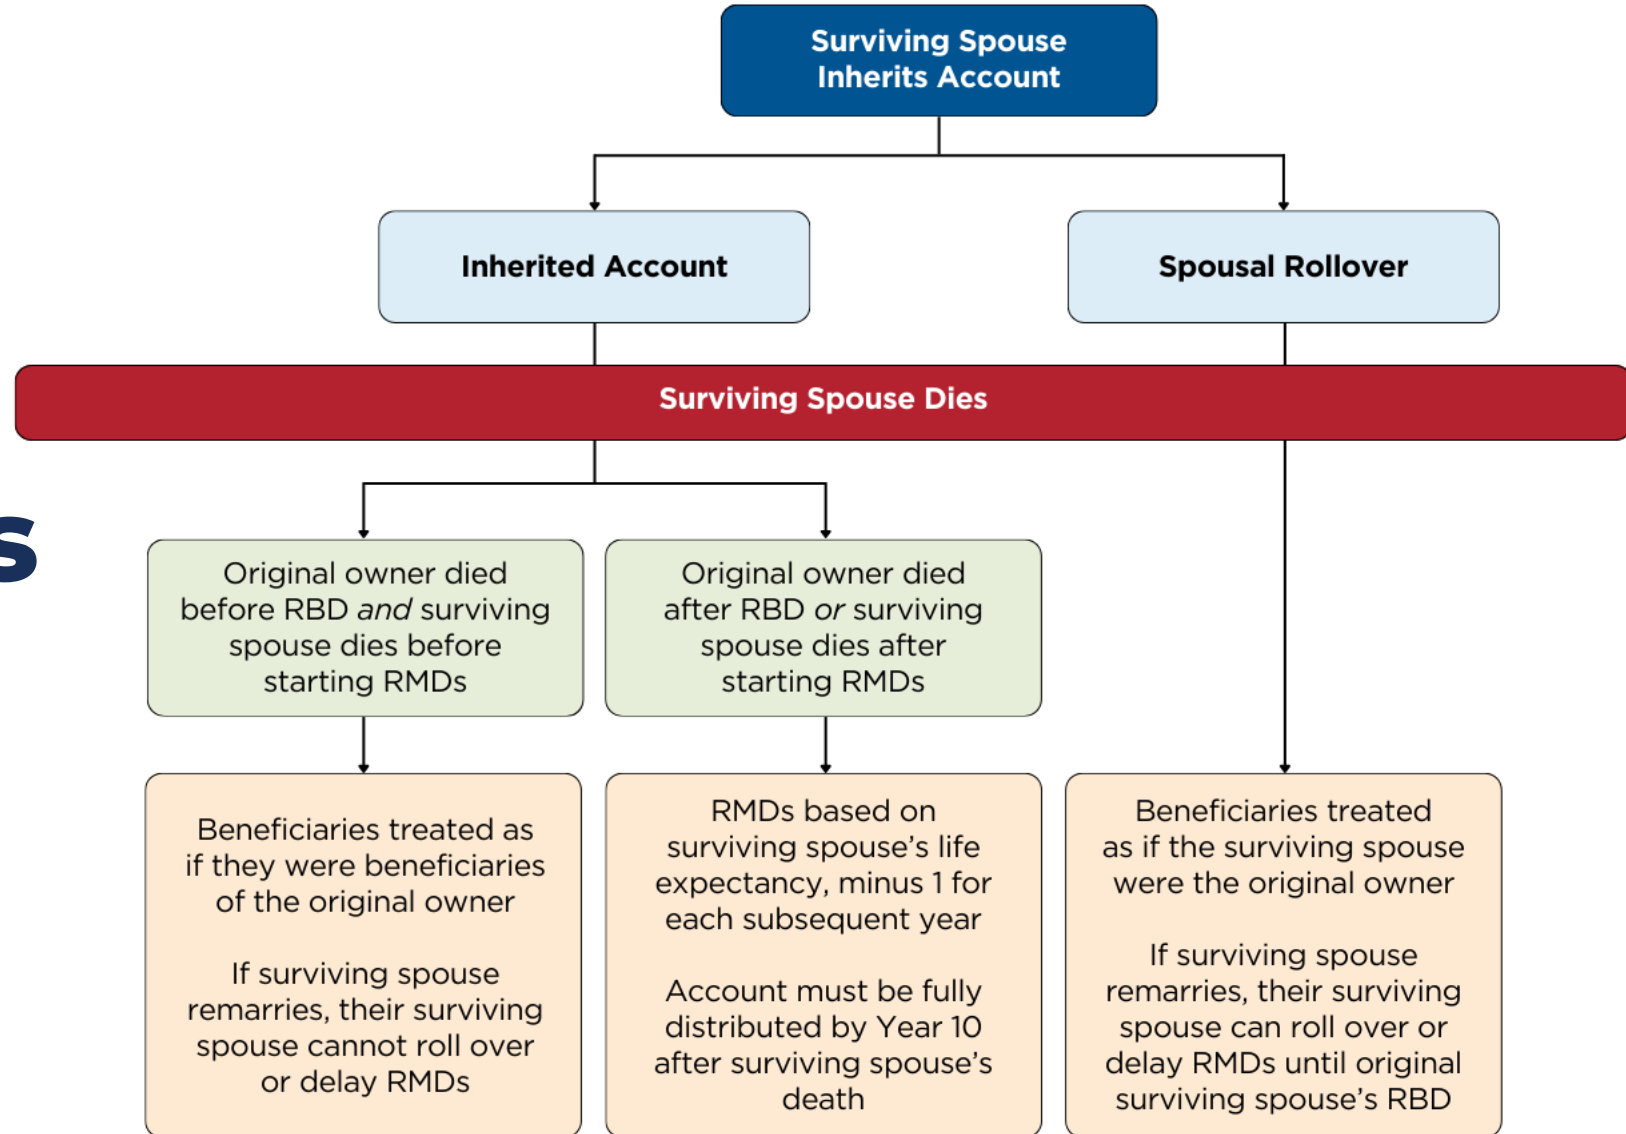 Surviving Spouse
Inherits Account
Inherited Account
Spousal Rollover
Surviving Spouse Dies
s
Original owner died
before RBD and surviving
spouse dies before
starting RMDs
Original owner died
after RBD or surviving
spouse dies after
starting RMDs
Beneficiaries treated as
if they were beneficiaries
of the original owner
If surviving spouse
remarries, their surviving
spouse cannot roll over
or delay RMDs
RMDs based on
surviving spouse’s life
expectancy, minus 1 for
each subsequent year
Account must be fully
distributed by Year 10
after surviving spouse’s
death
Beneficiaries treated
as if the surviving spouse
were the original owner
If surviving spouse
remarries, their surviving
spouse can roll over or
delay RMDs until original
surviving spouse’s RBD